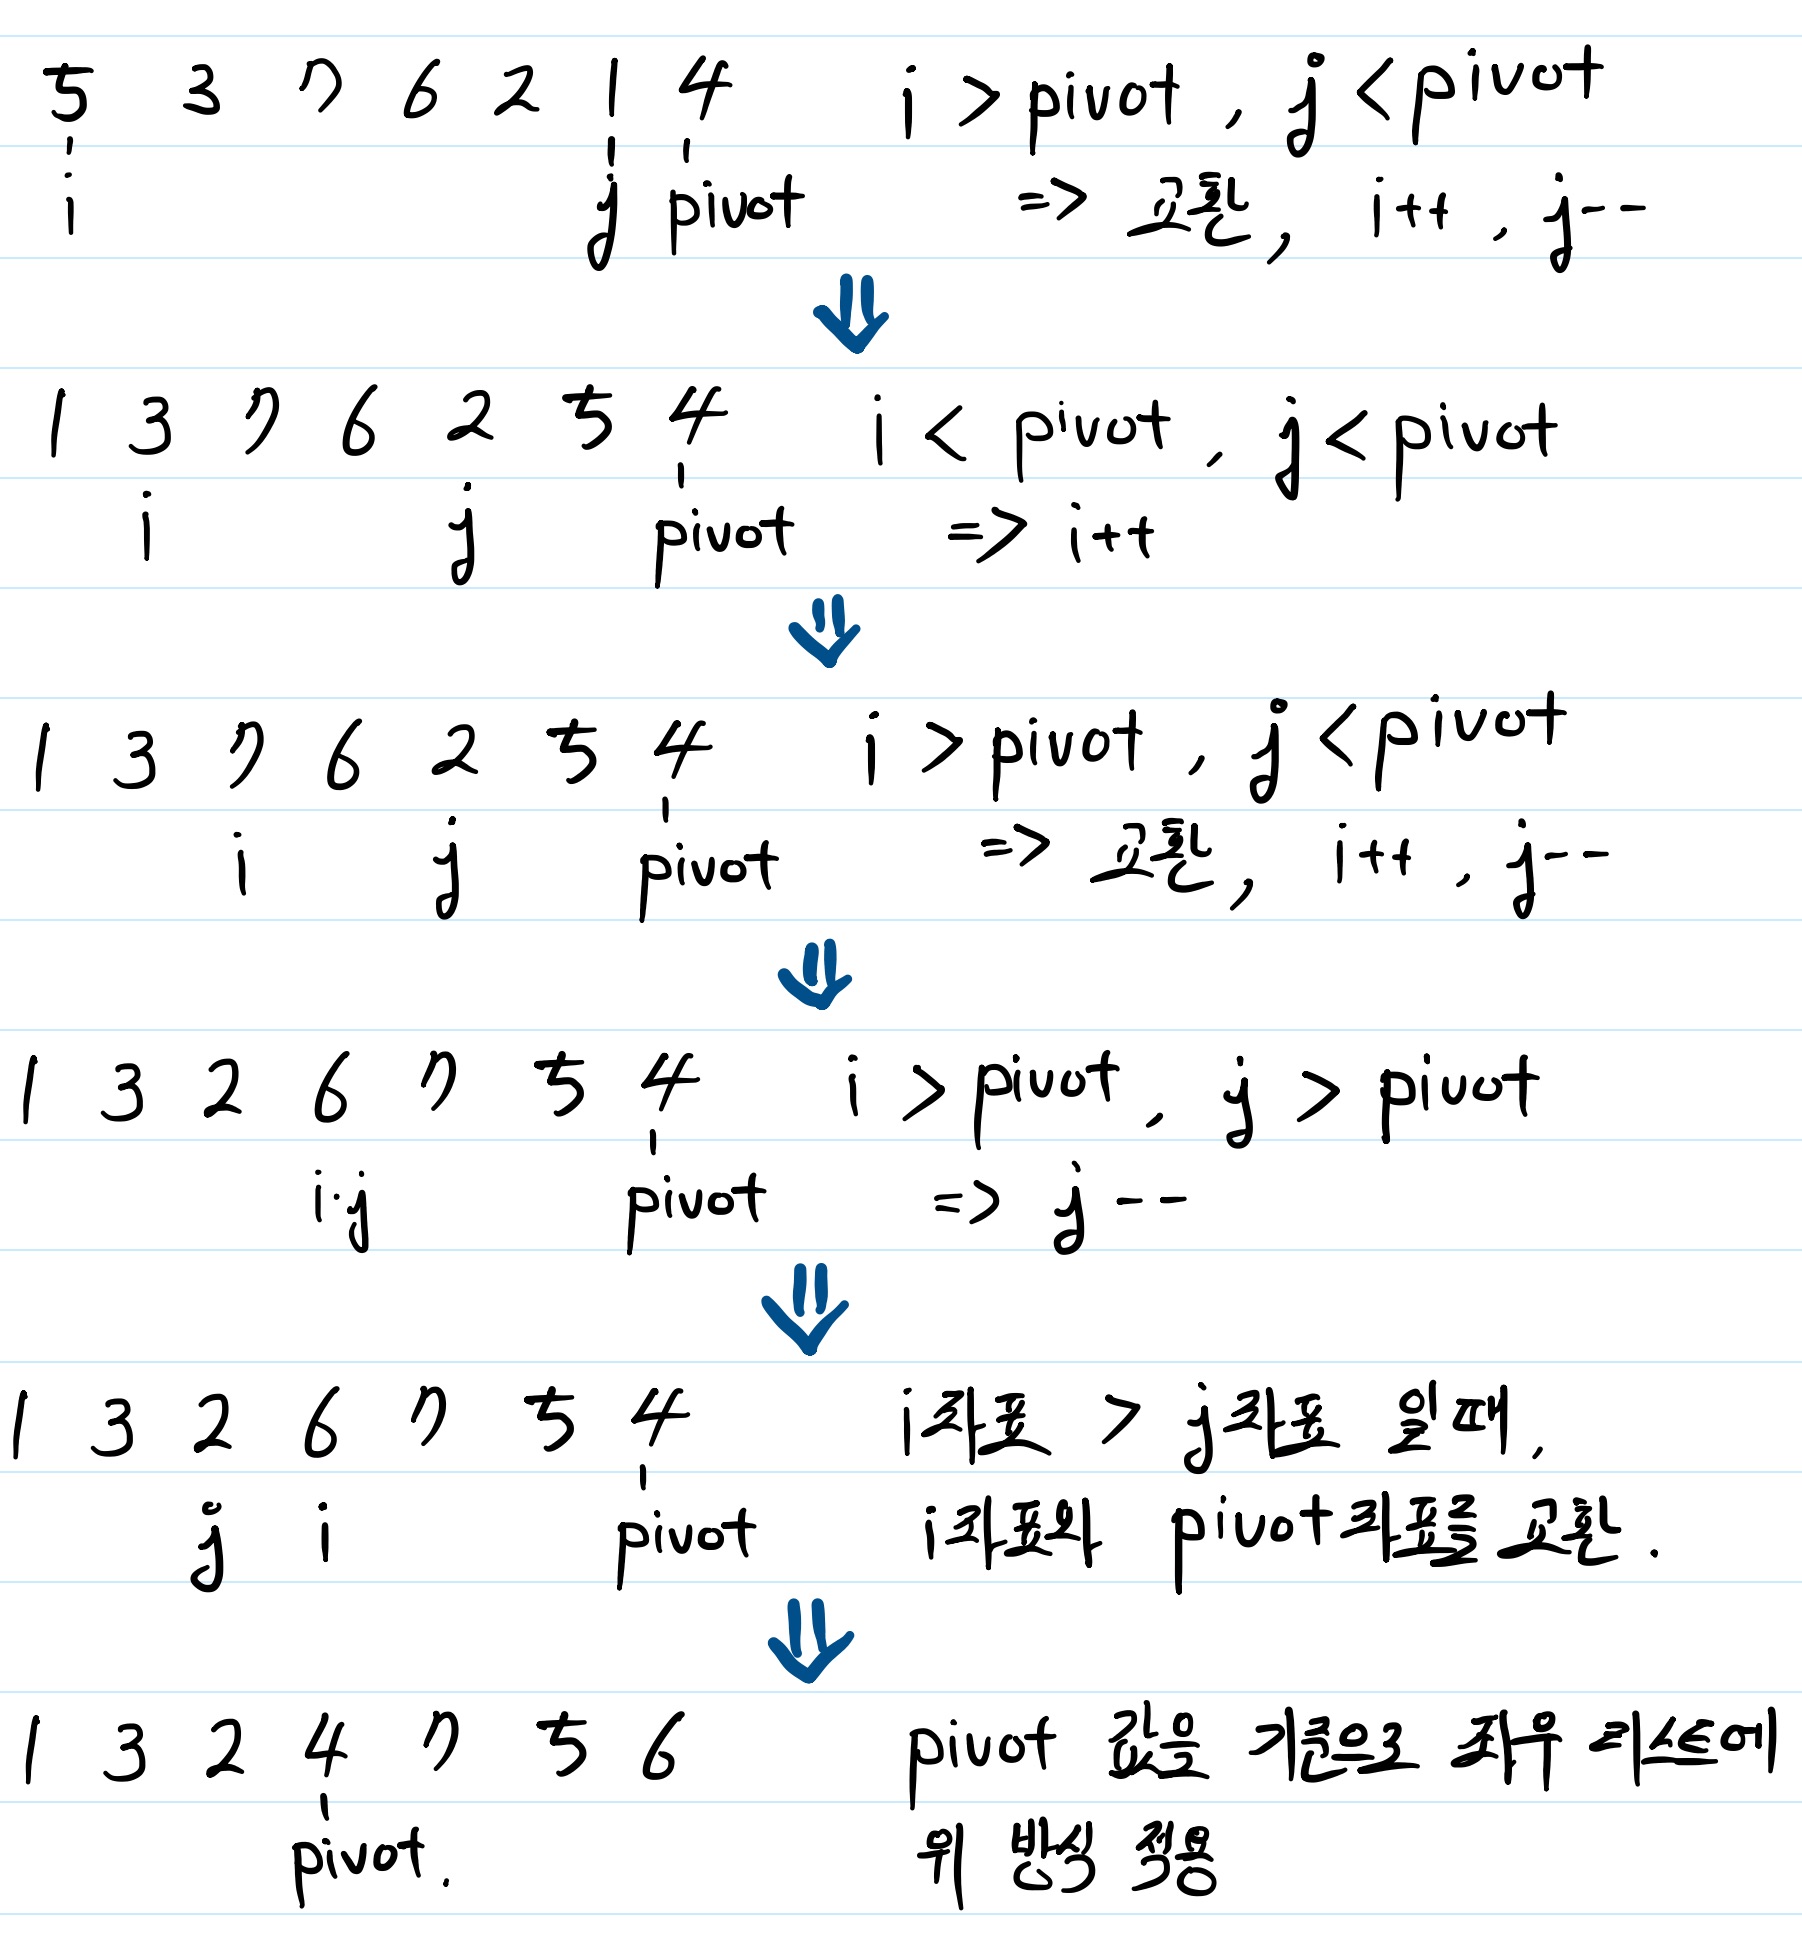 5 3 7 6 2 1 4 i > pivot, j < pivot
i j pivot => 교환, i++, j--
1 3 7 6 2 5 4 i < pivot, j < pivot
i j pivot => i++
1 3 7 6 2 5 4 i > pivot, j < pivot
i j pivot => 교환, i++, j--
1 3 2 6 7 5 4 i > pivot, j > pivot
i·j pivot => j--
1 3 2 6 7 5 4 i좌표 > j좌표 일때,
j i pivot i좌표와 pivot좌표를 교환.
1 3 2 4 7 5 6 pivot 값을 기준으로 좌우 리스트에
pivot. 위 방식 적용